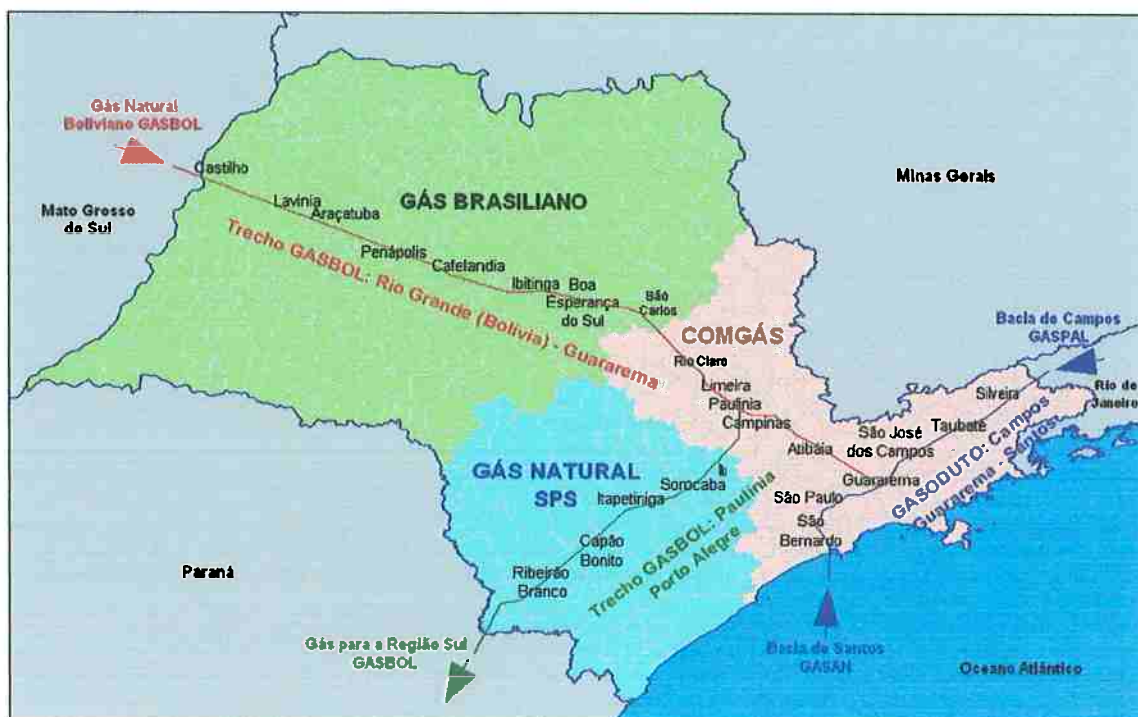 Gás Natural
Boliviano GASBOL
Castilho
Minas Gerais
Lavinia
Araçatuba
GÁS BRASILIANO
Mato Grosso
do Sul
Trecho GASBOL: Rio Grande (Bolivia) - Guararema
Penápolis
Cafelandia
Ibitinga
Boa
Esperança
do Sul
São
Carlos
Bacia de Campos
GASPAL
COMGÁS
Rio Claro
Limeira
Paulinia
Campinas
Silveira
Rio de
Janeiro
São José
dos Campos
Taubaté
Atibáia
GASODUTO: Campos
Guararema - Santos
Guararema
GÁS NATURAL
SPS
Sorocaba
Itapetiniga
São Paulo
São
Bernardo
Trecho GASBOL: Paulinia
Porto Alegre
Capão
Bonito
Ribeirão
Branco
Paraná
Gás para a Região Sul
GASBOL
Bacia de Santos
GASAN
Oceano Atlântico